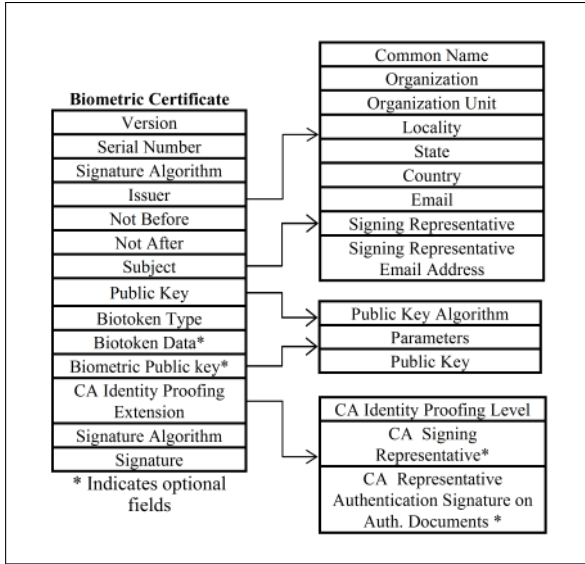 Biometric Certificate
Version
Serial Number
Signature Algorithm
Issuer
Not Before
Not After
Subject
Public Key
Biotoken Type
Biotoken Data*
Biometric Public key*
CA Identity Proofing
Extension
Signature Algorithm
Signature
* Indicates optional
fields
Common Name
Organization
Organization Unit
Locality
State
Country
Email
Signing Representative
Signing Representative
Email Address
Public Key Algorithm
Parameters
Public Key
CA Identity Proofing Level
CA Signing
Representative*
CA Representative
Authentication Signature on
Auth. Documents *